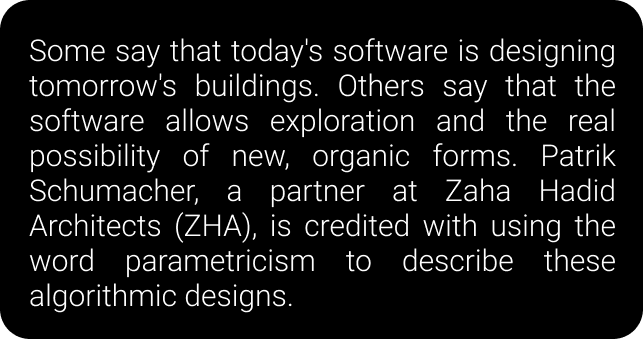 Some say that today's software is designing
tomorrow's buildings. Others say that the
software allows exploration and the real
possibility of new, organic forms. Patrik
Schumacher, a partner at Zaha Hadid
Architects (ZHA), is credited with using the
word parametricism to describe these
algorithmic designs.